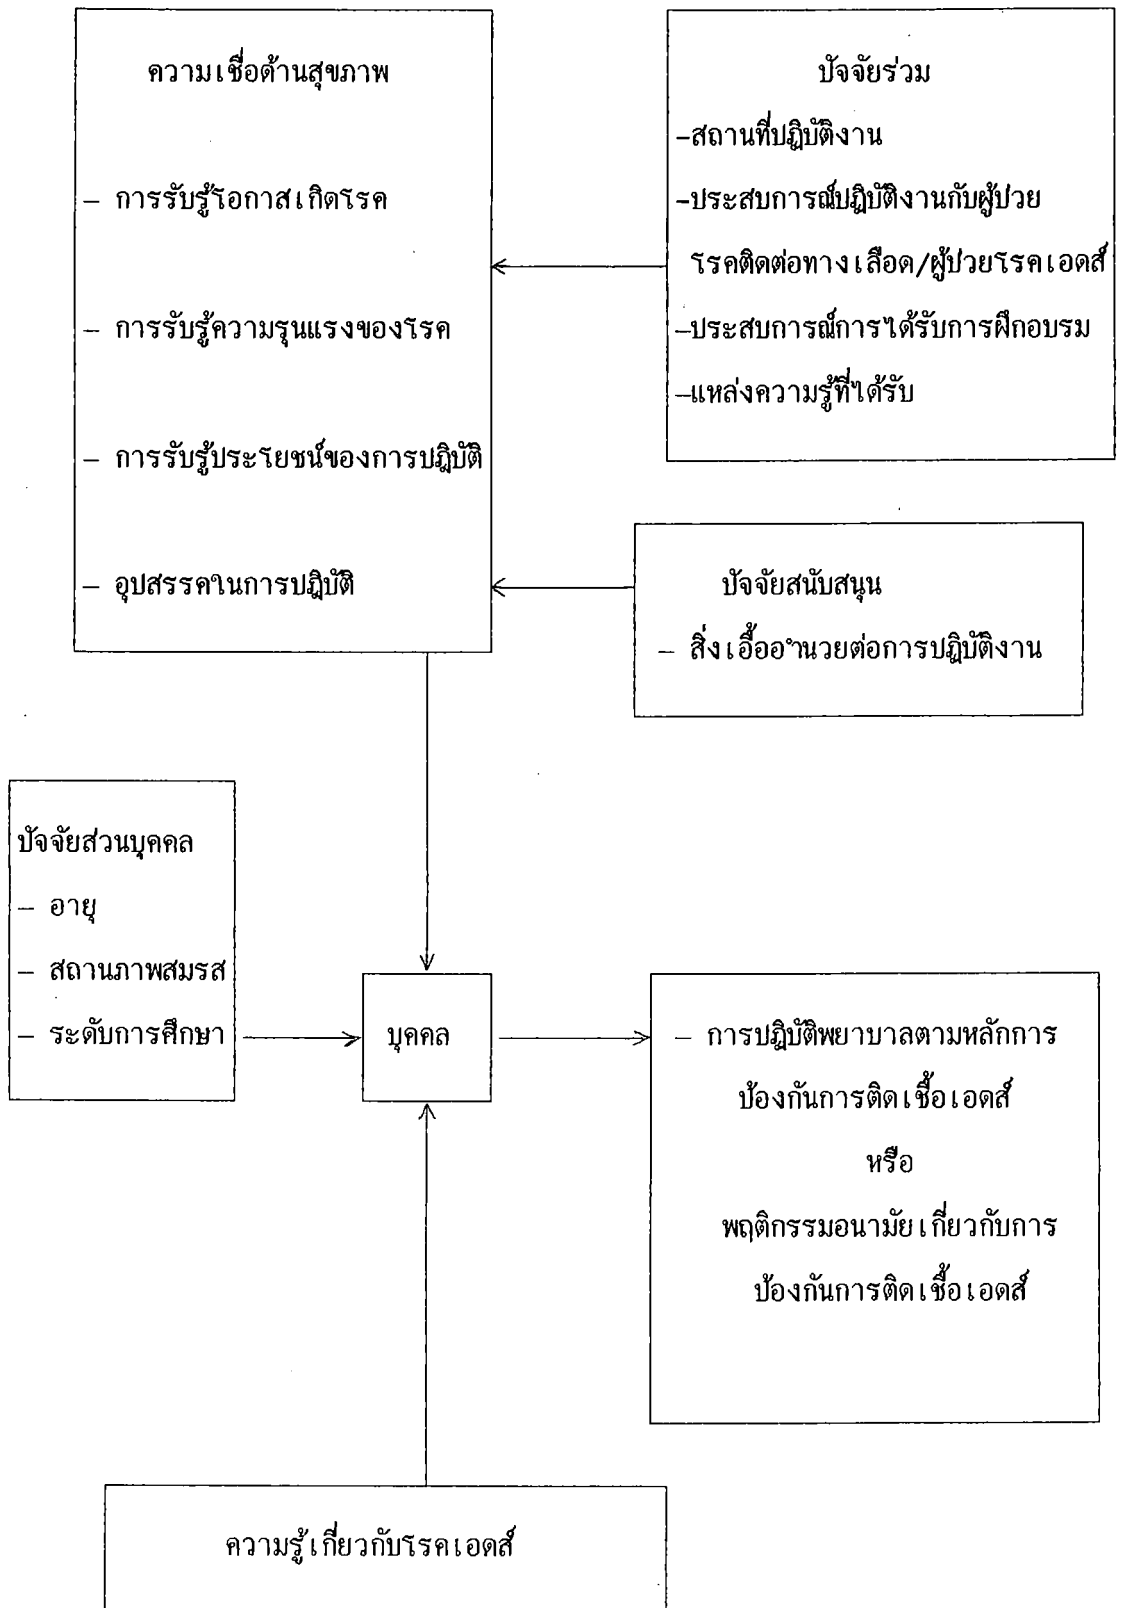 ความเชื่อด้านสุขภาพ
– การรับรู้โอกาสเกิดโรค
– การรับรู้ความรุนแรงของโรค
– การรับรู้ประโยชน์ของการปฏิบัติ
– อุปสรรคในการปฏิบัติ
ปัจจัยร่วม
–สถานที่ปฏิบัติงาน
–ประสบการณ์ปฏิบัติงานกับผู้ป่วย
โรคติดต่อทางเลือด/ผู้ป่วยโรคเอดส์
–ประสบการณ์การได้รับการฝึกอบรม
–แหล่งความรู้ที่ได้รับ
ปัจจัยสนับสนุน
– สิ่งเอื้ออำนวยต่อการปฏิบัติงาน
ปัจจัยส่วนบุคคล
– อายุ
– สถานภาพสมรส
– ระดับการศึกษา
บุคคล
– การปฏิบัติพยาบาลตามหลักการ
ป้องกันการติดเชื้อเอดส์
หรือ
พฤติกรรมอนามัยเกี่ยวกับการ
ป้องกันการติดเชื้อเอดส์
ความรู้เกี่ยวกับโรคเอดส์